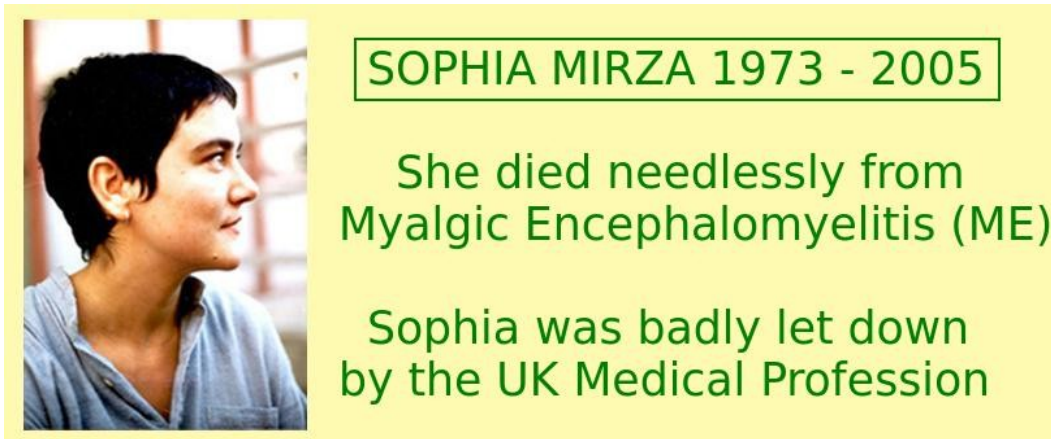 SOPHIA MIRZA 1973 - 2005
She died needlessly from
Myalgic Encephalomyelitis (ME)
Sophia was badly let down
by the UK Medical Profession